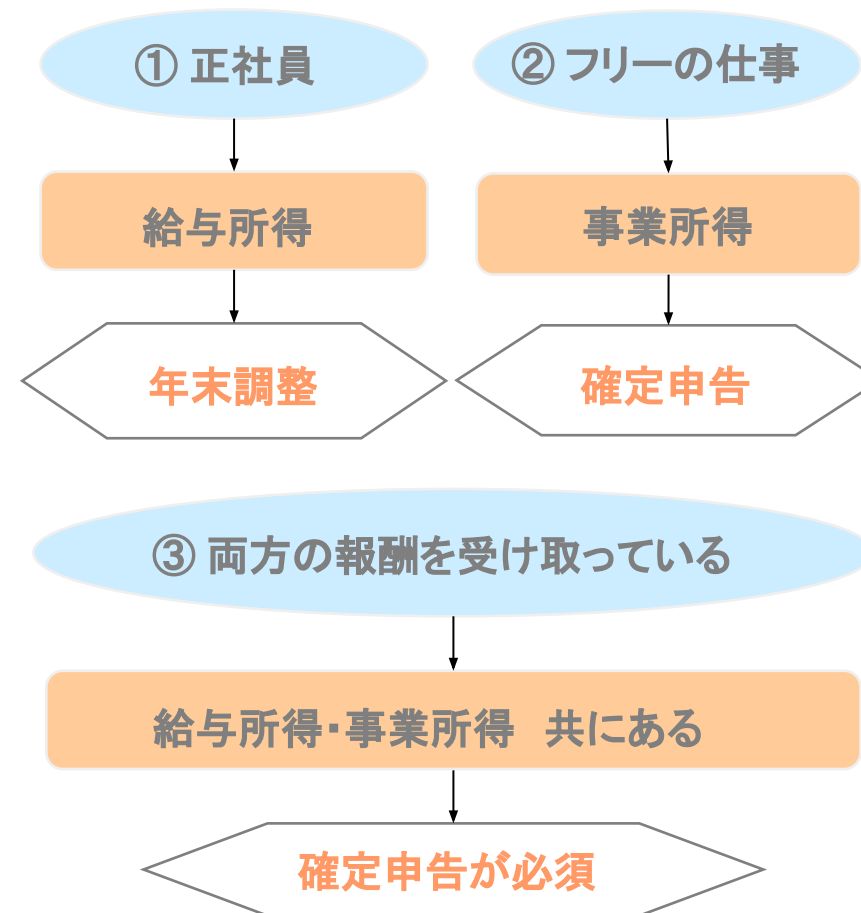 ① 正社員
② フリーの仕事
給与所得
事業所得
年末調整
確定申告
③ 両方の報酬を受け取っている
給与所得・事業所得　共にある
確定申告が必須